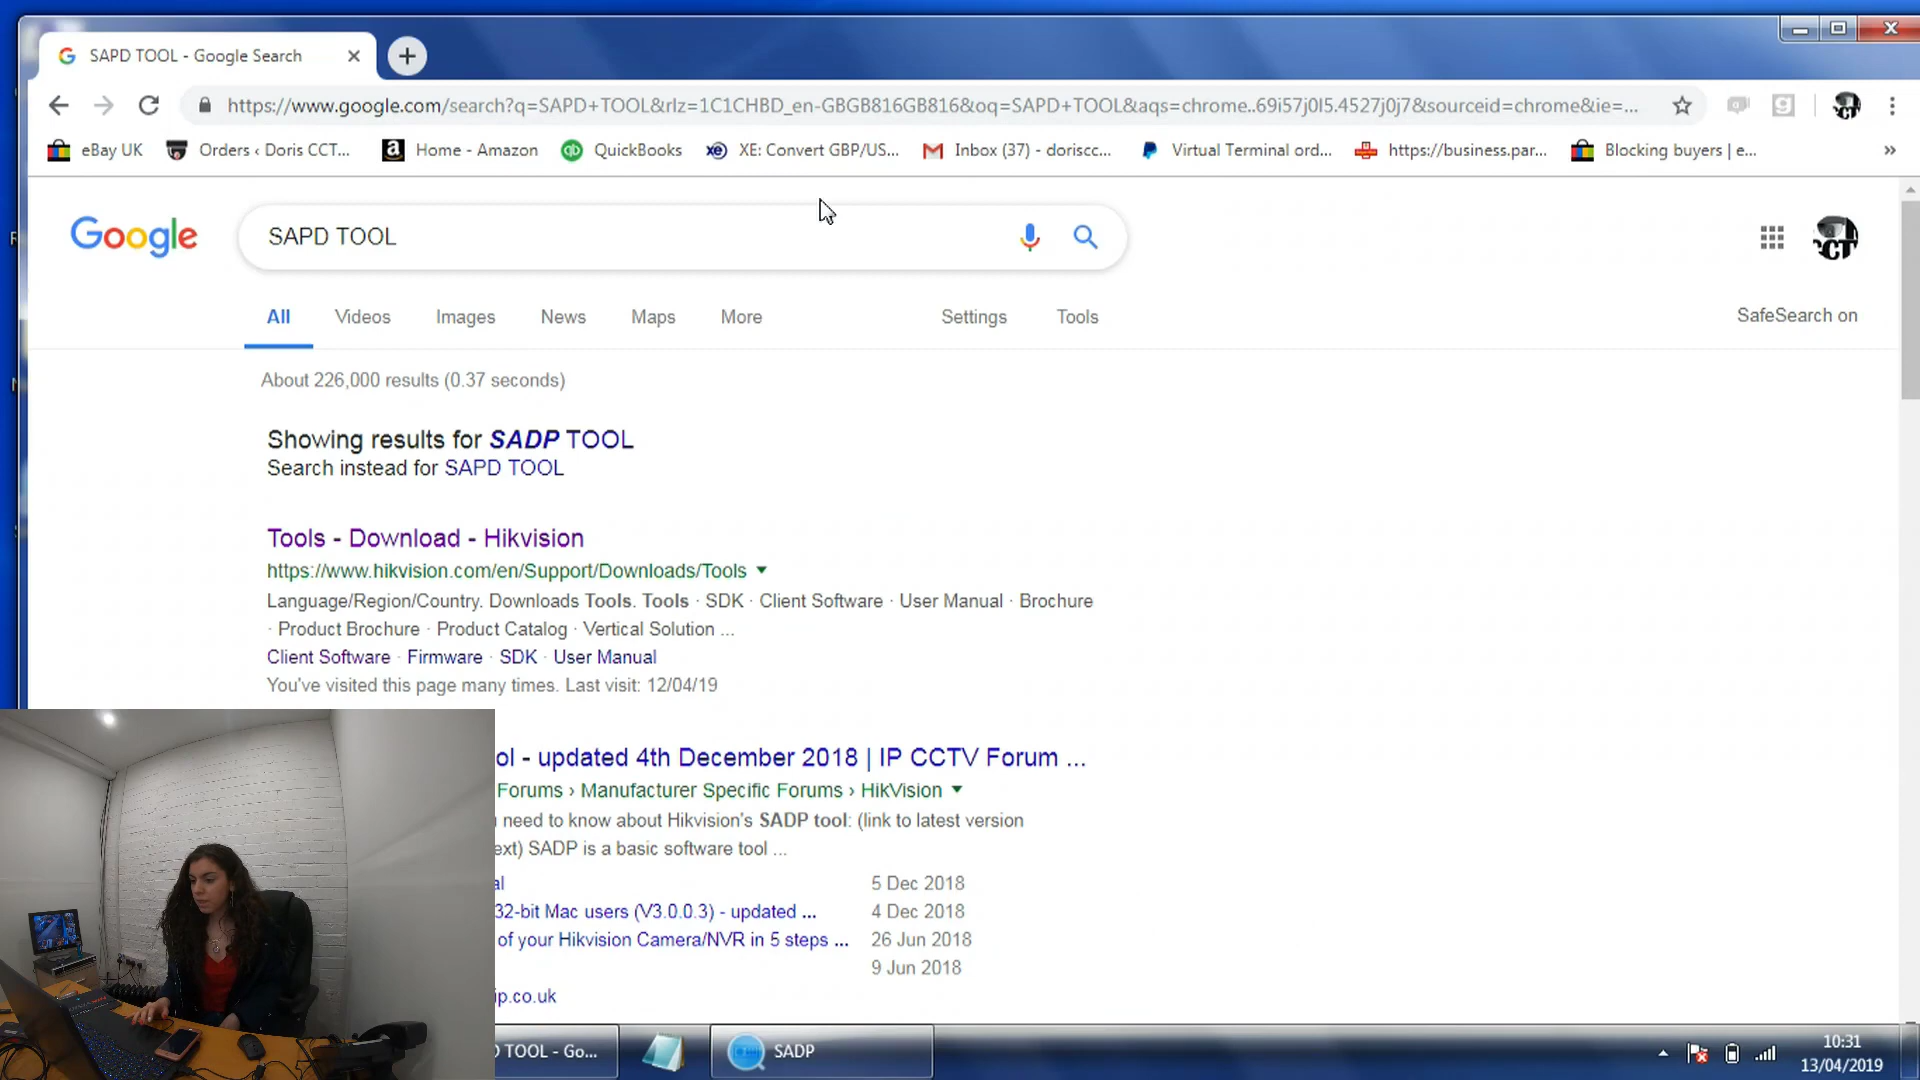 SAPD TOOL - Google Search
https://www.google.com/search?q=SAPD+TOOL&rlz=1C1CHBD_en-GBGB816GB816&oq=SAPD+TOOL&aqs=chrome..69i57j0l5.4527j0j7&sourceid=chrome&ie=...
eBay UK Orders ‹ Doris CCT... Home - Amazon QuickBooks XE: Convert GBP/US... Inbox (37) - doriscc... Virtual Terminal ord... https://business.par... Blocking buyers | e... »
Google SAPD TOOL
All Videos Images News Maps More Settings Tools SafeSearch on
About 226,000 results (0.37 seconds)
Showing results for SADP TOOL
Search instead for SAPD TOOL
Tools - Download - Hikvision
https://www.hikvision.com/en/Support/Downloads/Tools
Language/Region/Country. Downloads Tools. Tools · SDK · Client Software · User Manual · Brochure
· Product Brochure · Product Catalog · Vertical Solution ...
Client Software · Firmware · SDK · User Manual
You've visited this page many times. Last visit: 12/04/19
ol - updated 4th December 2018 | IP CCTV Forum ...
Forums › Manufacturer Specific Forums › HikVision
need to know about Hikvision's SADP tool: (link to latest version
ext) SADP is a basic software tool ...
al 5 Dec 2018
32-bit Mac users (V3.0.0.3) - updated ... 4 Dec 2018
of your Hikvision Camera/NVR in 5 steps ... 26 Jun 2018
9 Jun 2018
ip.co.uk
TOOL - Go... SADP 10:31
13/04/2019